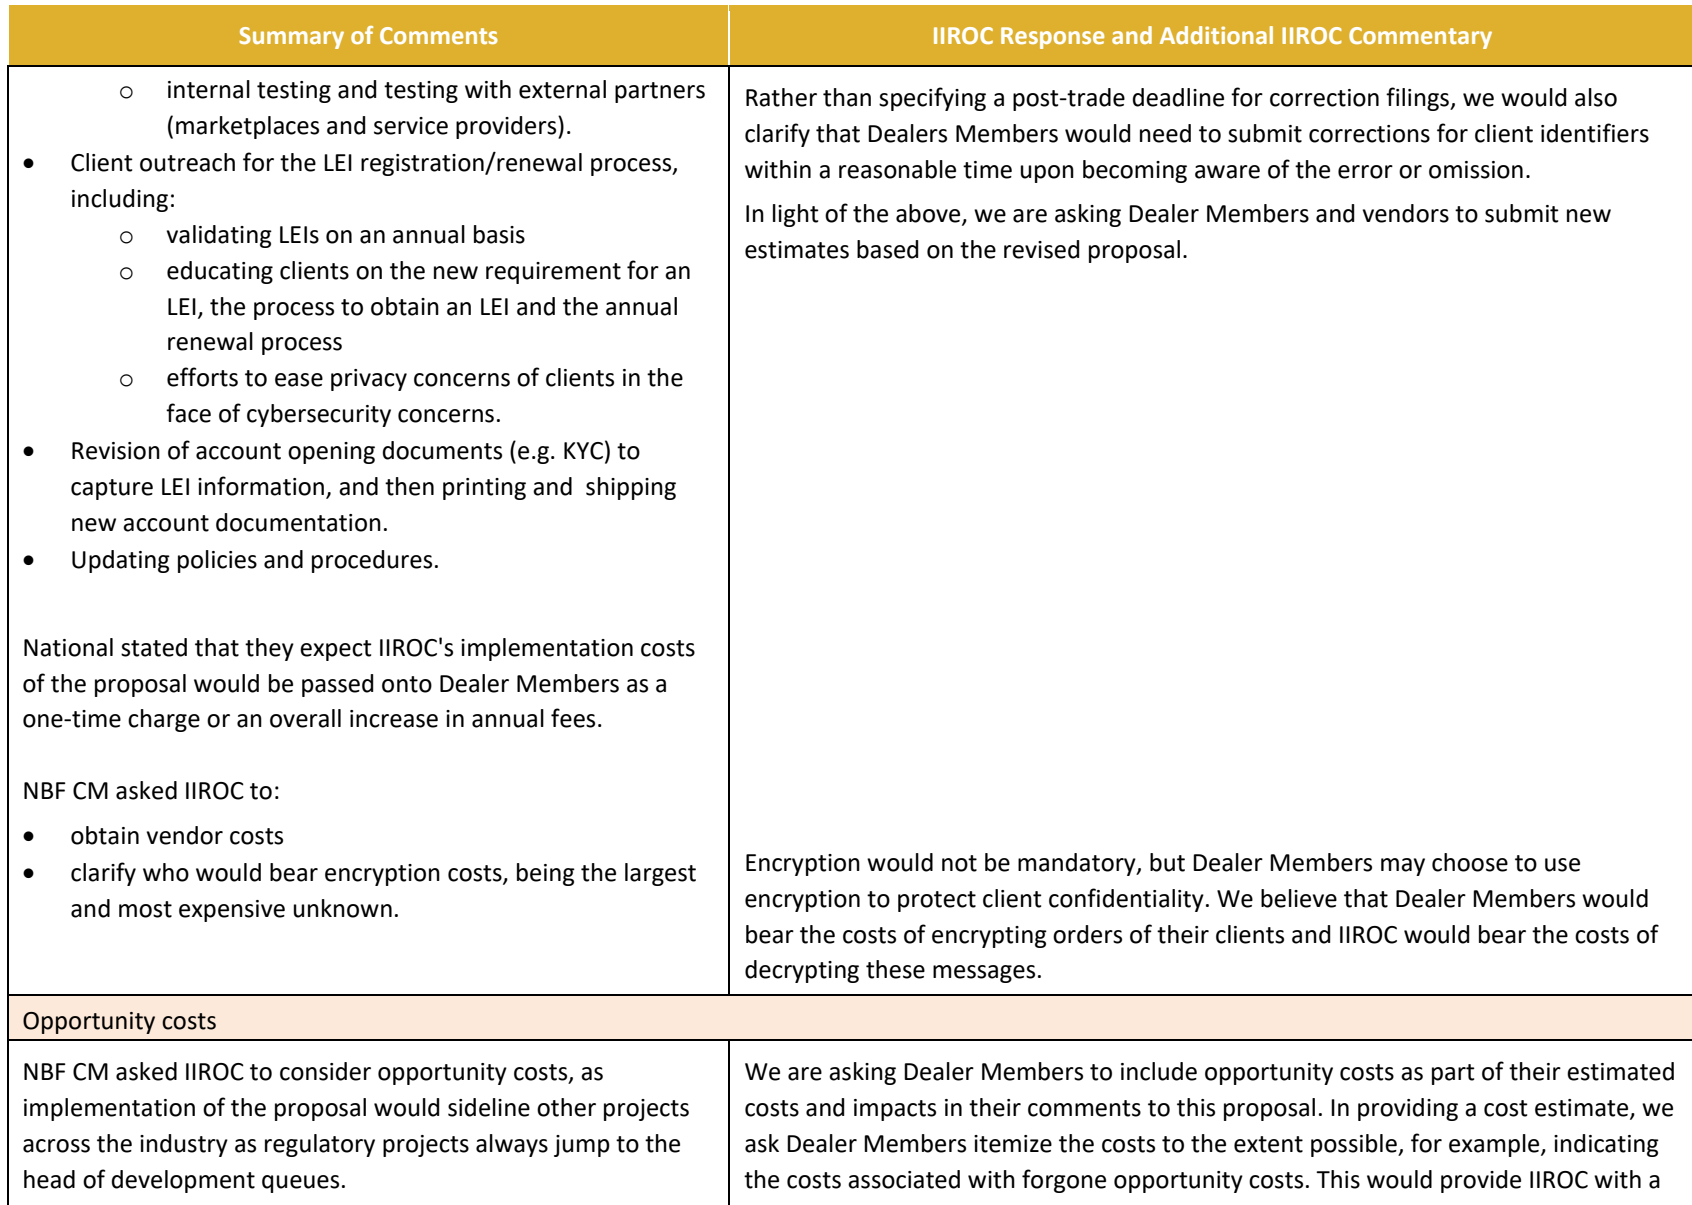 Summary of Comments
IIROC Response and Additional IIROC Commentary
o internal testing and testing with external partners
(marketplaces and service providers).
• Client outreach for the LEI registration/renewal process,
including:
o validating LEIs on an annual basis
o educating clients on the new requirement for an
LEI, the process to obtain an LEI and the annual
renewal process
o efforts to ease privacy concerns of clients in the
face of cybersecurity concerns.
• Revision of account opening documents (e.g. KYC) to
capture LEI information, and then printing and shipping
new account documentation.
• Updating policies and procedures.
National stated that they expect IIROC's implementation costs
of the proposal would be passed onto Dealer Members as a
one-time charge or an overall increase in annual fees.
NBF CM asked IIROC to:
• obtain vendor costs
• clarify who would bear encryption costs, being the largest
and most expensive unknown.
Rather than specifying a post-trade deadline for correction filings, we would also
clarify that Dealers Members would need to submit corrections for client identifiers
within a reasonable time upon becoming aware of the error or omission.
In light of the above, we are asking Dealer Members and vendors to submit new
estimates based on the revised proposal.
Encryption would not be mandatory, but Dealer Members may choose to use
encryption to protect client confidentiality. We believe that Dealer Members would
bear the costs of encrypting orders of their clients and IIROC would bear the costs of
decrypting these messages.
Opportunity costs
NBF CM asked IIROC to consider opportunity costs, as
implementation of the proposal would sideline other projects
across the industry as regulatory projects always jump to the
head of development queues.
We are asking Dealer Members to include opportunity costs as part of their estimated
costs and impacts in their comments to this proposal. In providing a cost estimate, we
ask Dealer Members itemize the costs to the extent possible, for example, indicating
the costs associated with forgone opportunity costs. This would provide IIROC with a